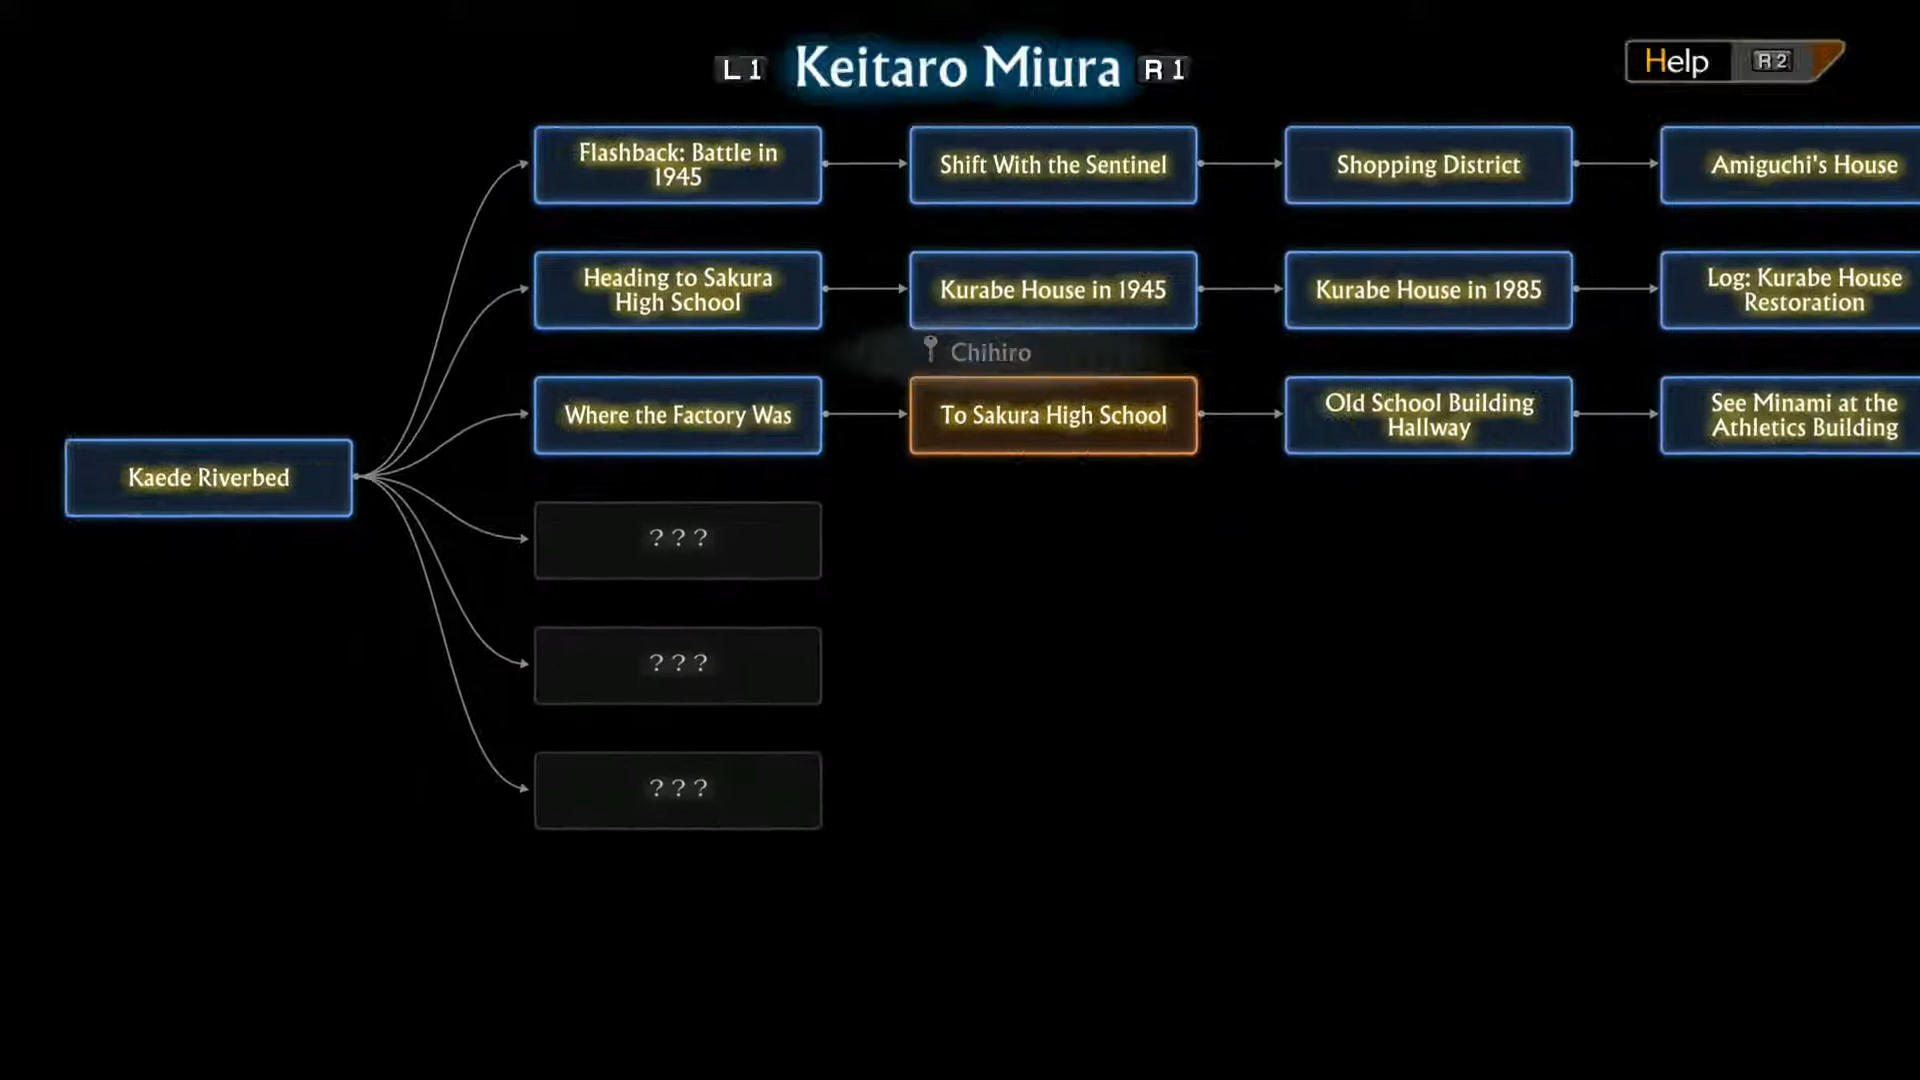 L1 Keitaro Miura R1
Help R2
Flashback: Battle in
1945
Shift With the Sentinel
Shopping District
Amiguchi's House
Heading to Sakura
High School
Kurabe House in 1945
Kurabe House in 1985
Log: Kurabe House
Restoration
Chihiro
Where the Factory Was
To Sakura High School
Old School Building
Hallway
See Minami at the
Athletics Building
Kaede Riverbed
? ? ?
? ? ?
? ? ?